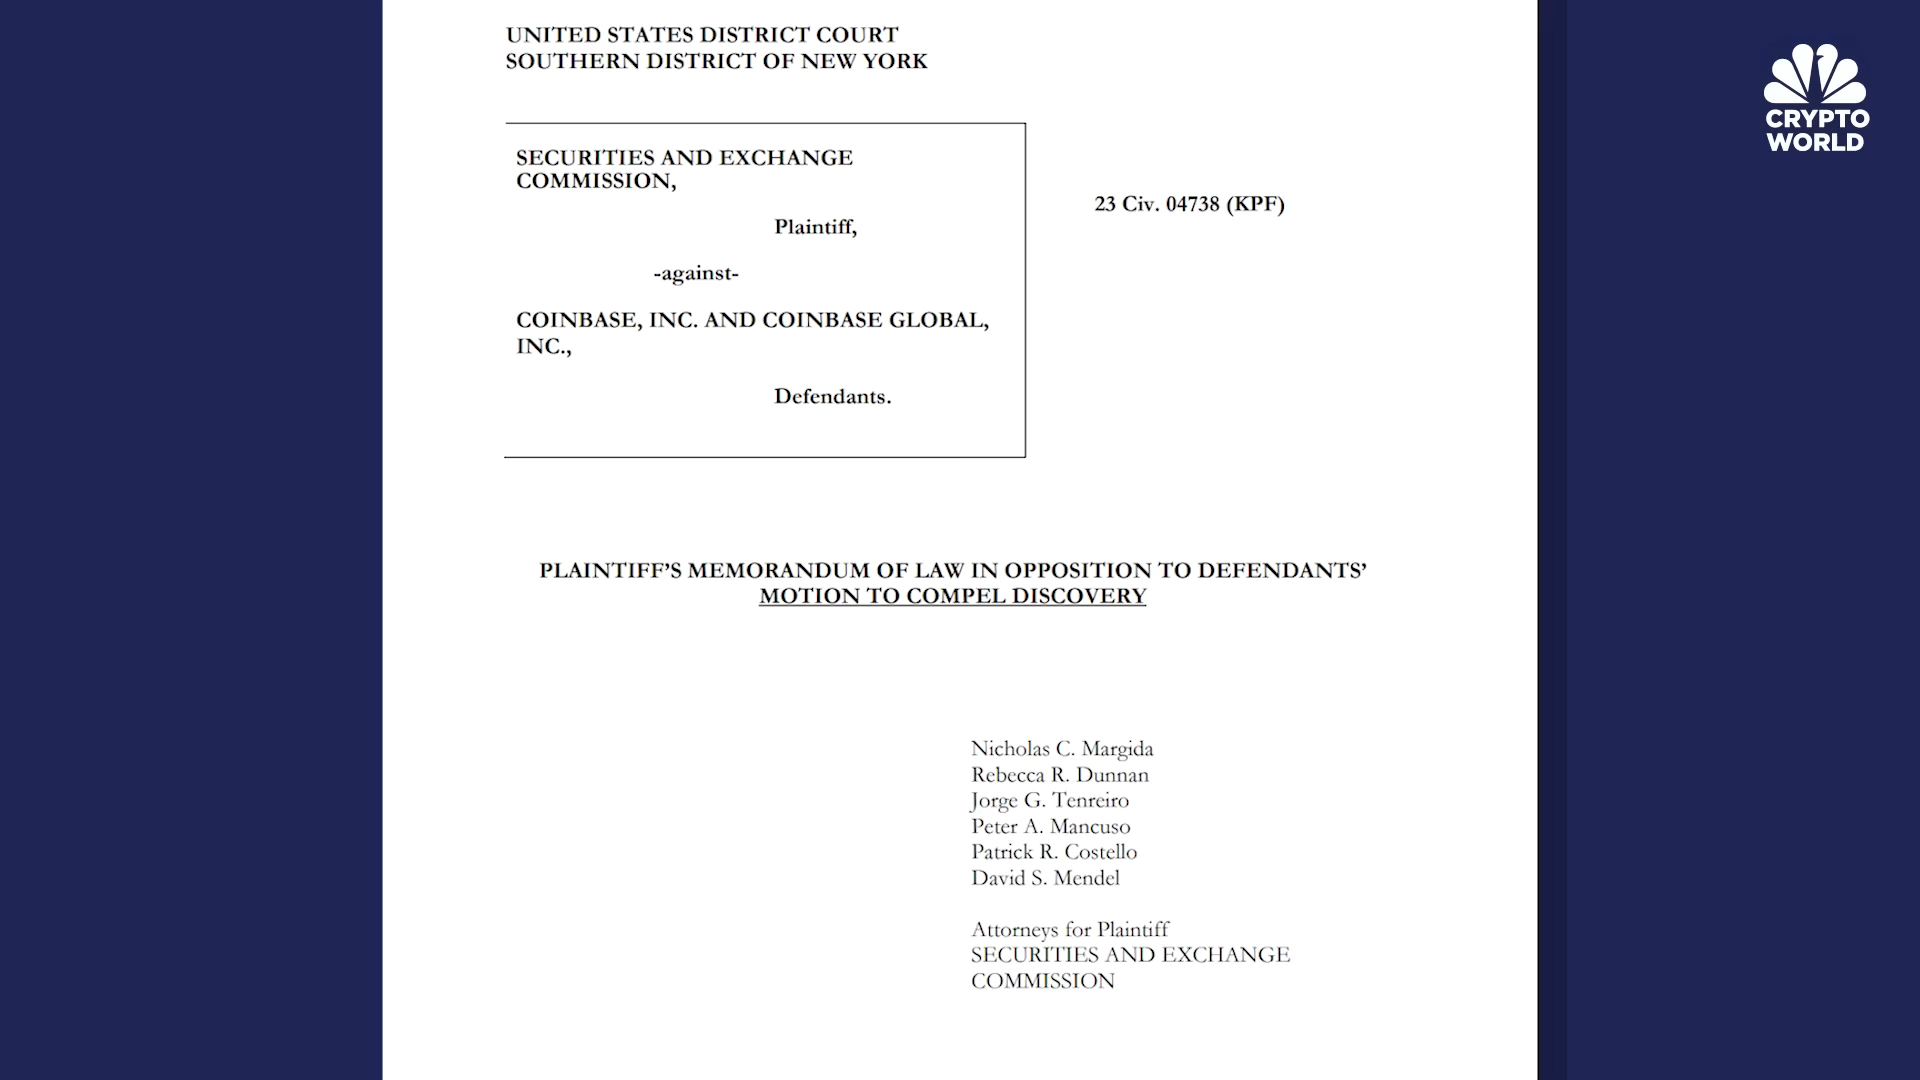 UNITED STATES DISTRICT COURT
SOUTHERN DISTRICT OF NEW YORK
SECURITIES AND EXCHANGE
COMMISSION,
Plaintiff,
-against-
COINBASE, INC. AND COINBASE GLOBAL,
INC.,
Defendants.
23 Civ. 04738 (KPF)
PLAINTIFF’S MEMORANDUM OF LAW IN OPPOSITION TO DEFENDANTS’
MOTION TO COMPEL DISCOVERY
Nicholas C. Margida
Rebecca R. Dunnan
Jorge G. Tenreiro
Peter A. Mancuso
Patrick R. Costello
David S. Mendel
Attorneys for Plaintiff
SECURITIES AND EXCHANGE
COMMISSION
CRYPTO
WORLD